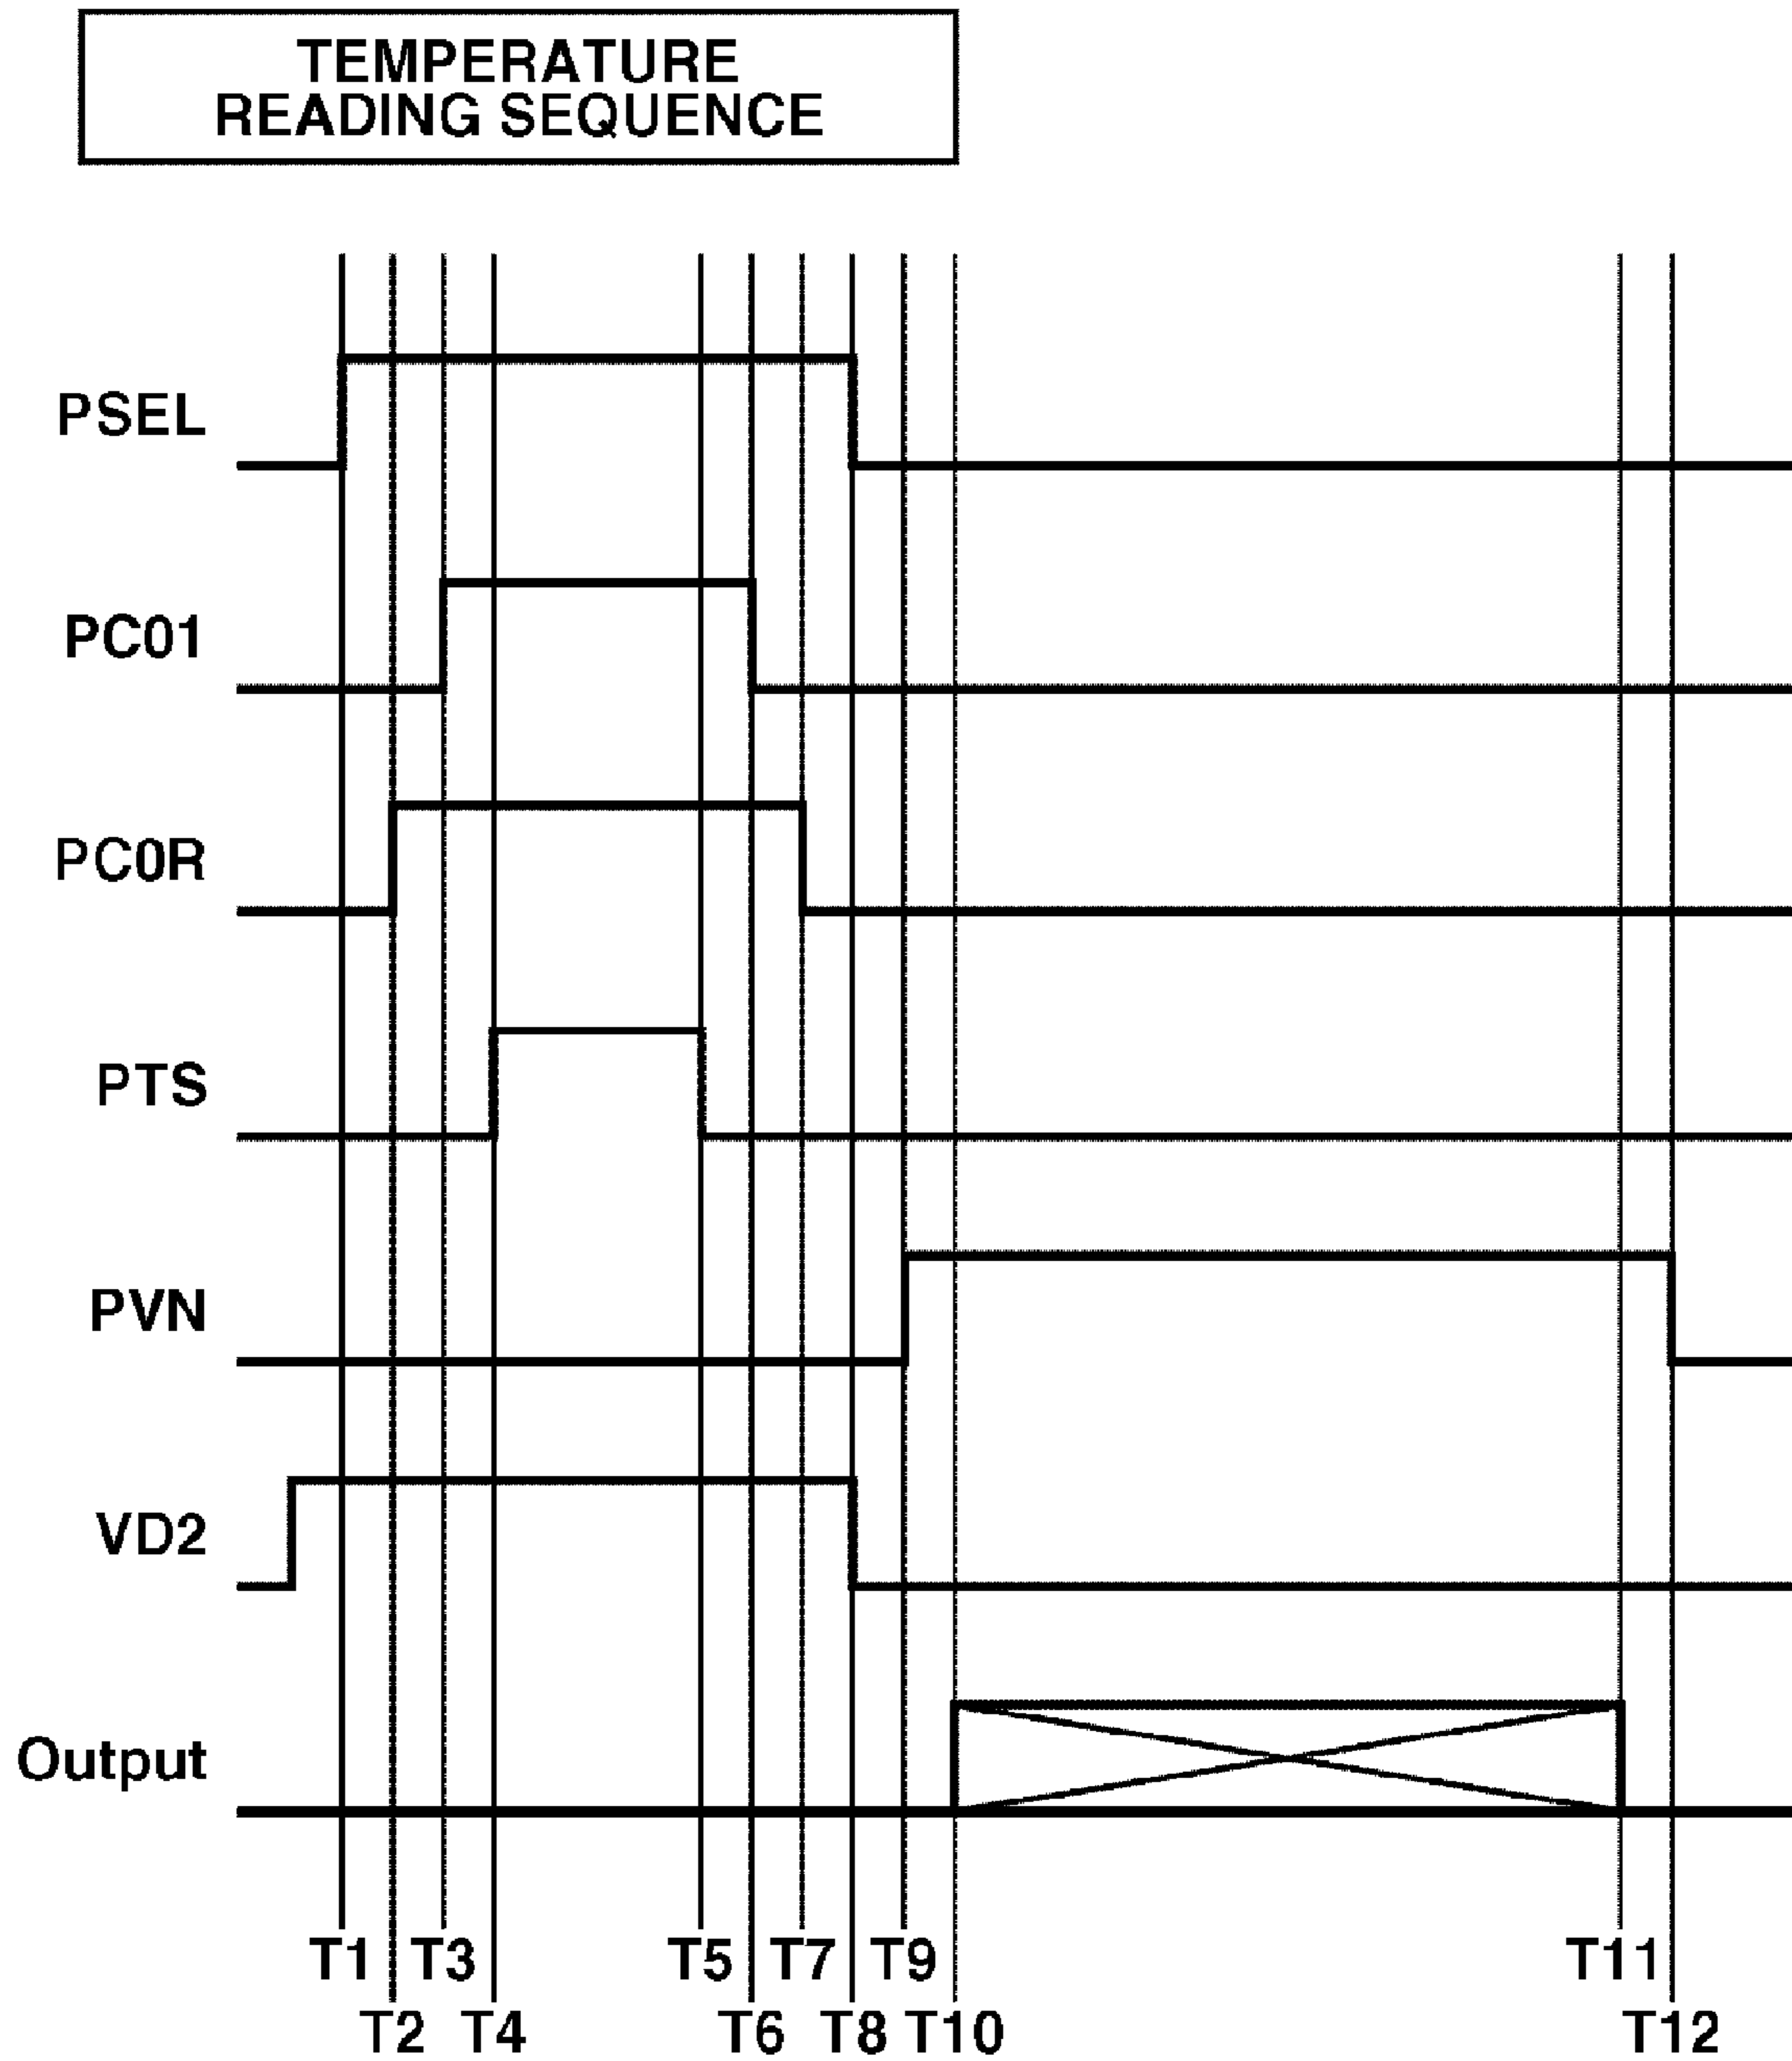 TEMPERATURE
READING SEQUENCE
PSEL
PC01
PC0R
PTS
PVN
VD2
Output
T1 T3 T5 T7 T9 T11
T2 T4 T6 T8 T10 T12